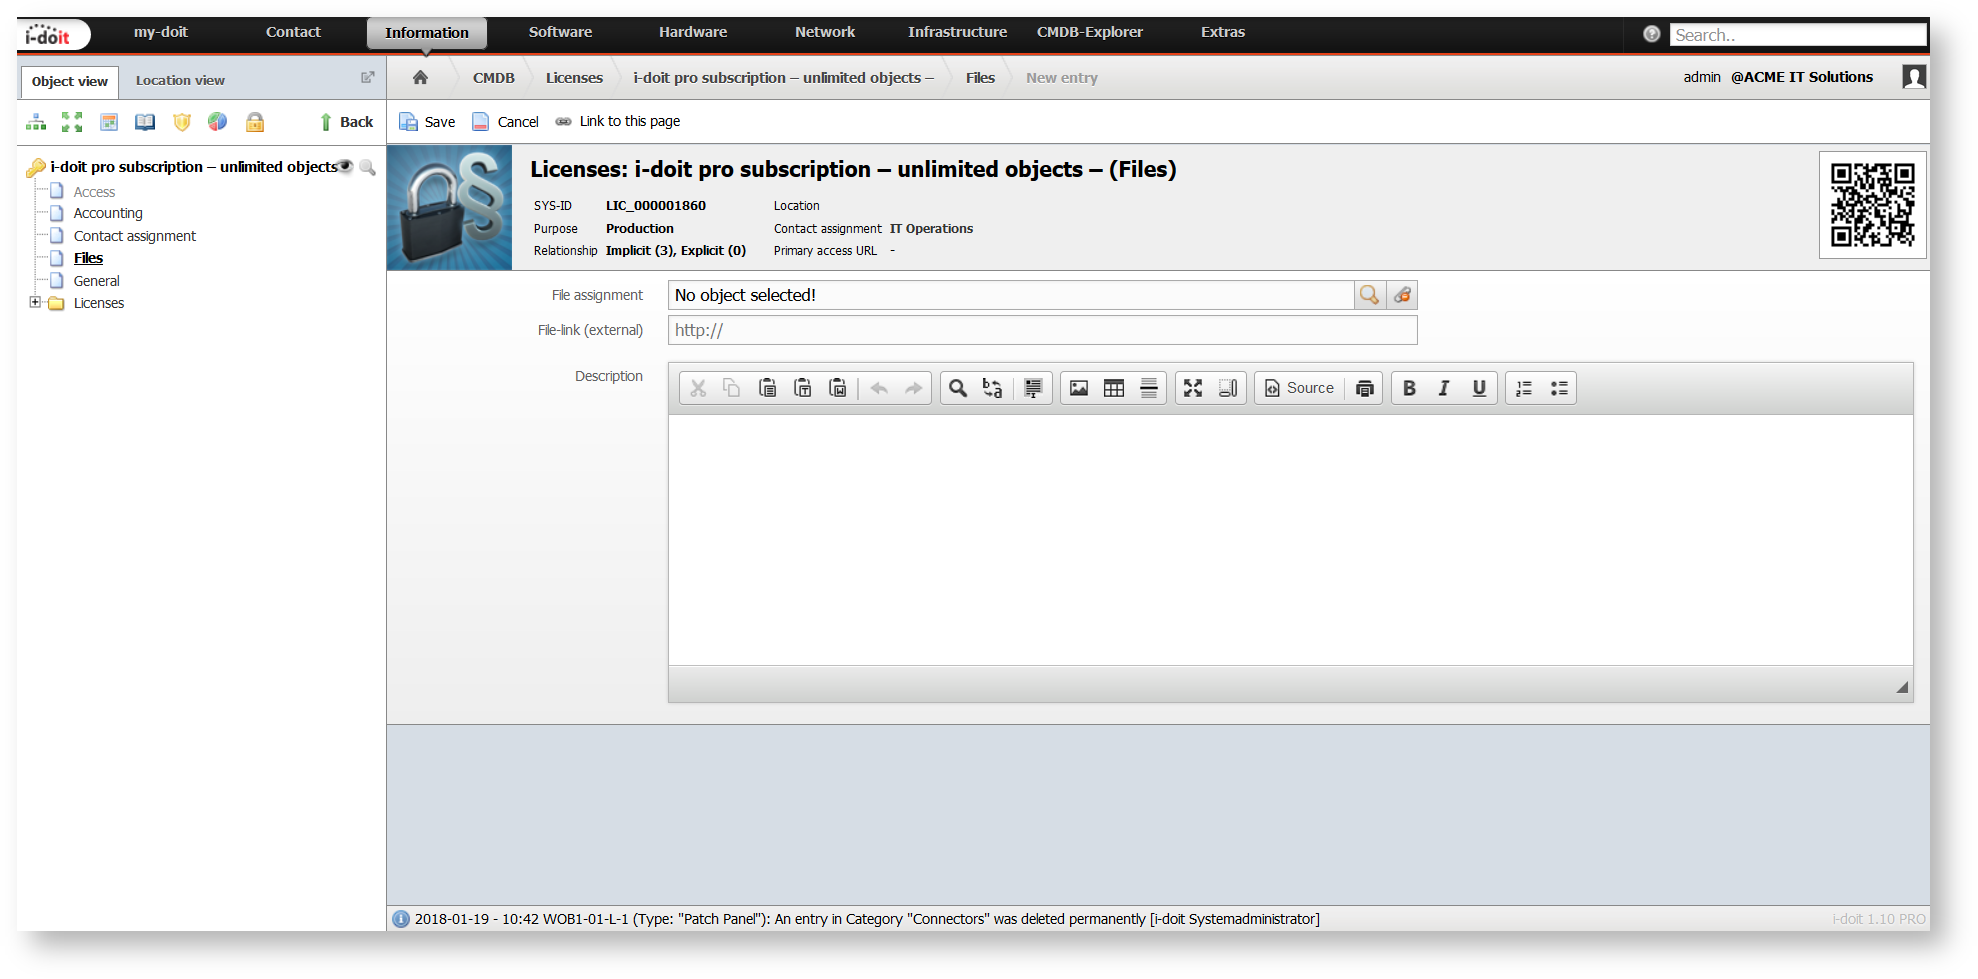 i-doit
my-doit Contact Information Software Hardware Network Infrastructure CMDB-Explorer Extras Search..
Object view Location view
CMDB Licenses i-doit pro subscription – unlimited objects – Files New entry admin @ACME IT Solutions
Back
Save Cancel Link to this page
i-doit pro subscription – unlimited objects
Access
Accounting
Contact assignment
Files
General
Licenses
Licenses: i-doit pro subscription – unlimited objects – (Files)
SYS-ID LIC_000001860 Location
Purpose Production Contact assignment IT Operations
Relationship Implicit (3), Explicit (0) Primary access URL -
File assignment No object selected!
File-link (external) http://
Description
Source B I U
2018-01-19 - 10:42 WOB1-01-L-1 (Type: "Patch Panel"): An entry in Category "Connectors" was deleted permanently [i-doit Systemadministrator] i-doit 1.10 PRO